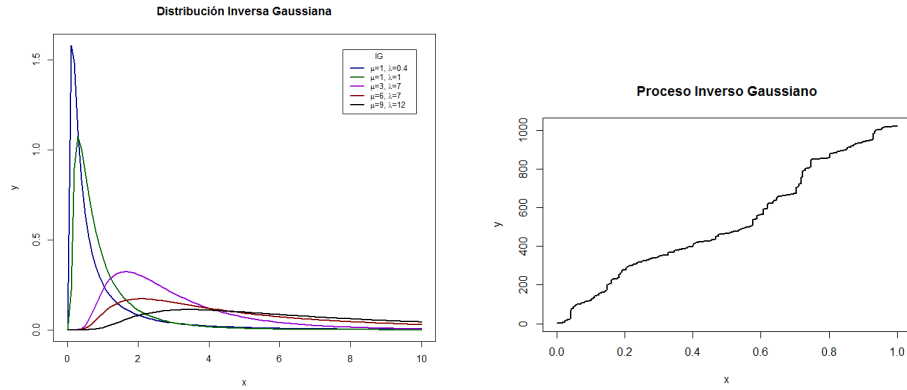 Distribución Inversa Gaussiana
IG
μ=1, λ=0.4
μ=1, λ=1
μ=3, λ=7
μ=6, λ=7
μ=9, λ=12
y
1.5
1.0
0.5
0.0
0 2 4 6 8 10
x
Proceso Inverso Gaussiano
y
1000
800
600
400
200
0
0.0 0.2 0.4 0.6 0.8 1.0
x